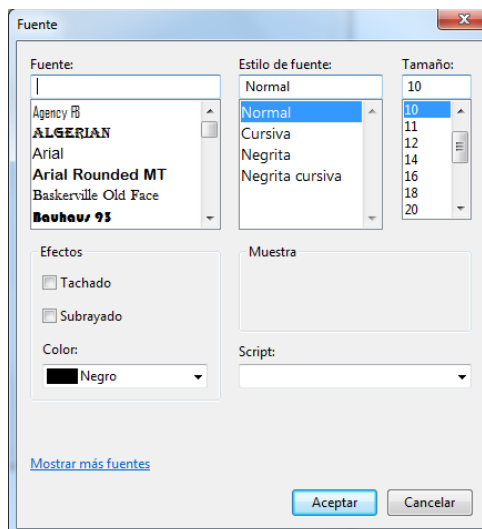 Fuente
Fuente:
Estilo de fuente:
Tamaño:
Normal
10
Agency FB
ALGERIAN
Arial
Arial Rounded MT
Baskerville Old Face
Bauhaus 93
Normal
Cursiva
Negrita
Negrita cursiva
10
11
12
14
16
18
20
Efectos
Tachado
Subrayado
Color:
Negro
Muestra
Script:
Mostrar más fuentes
Aceptar
Cancelar